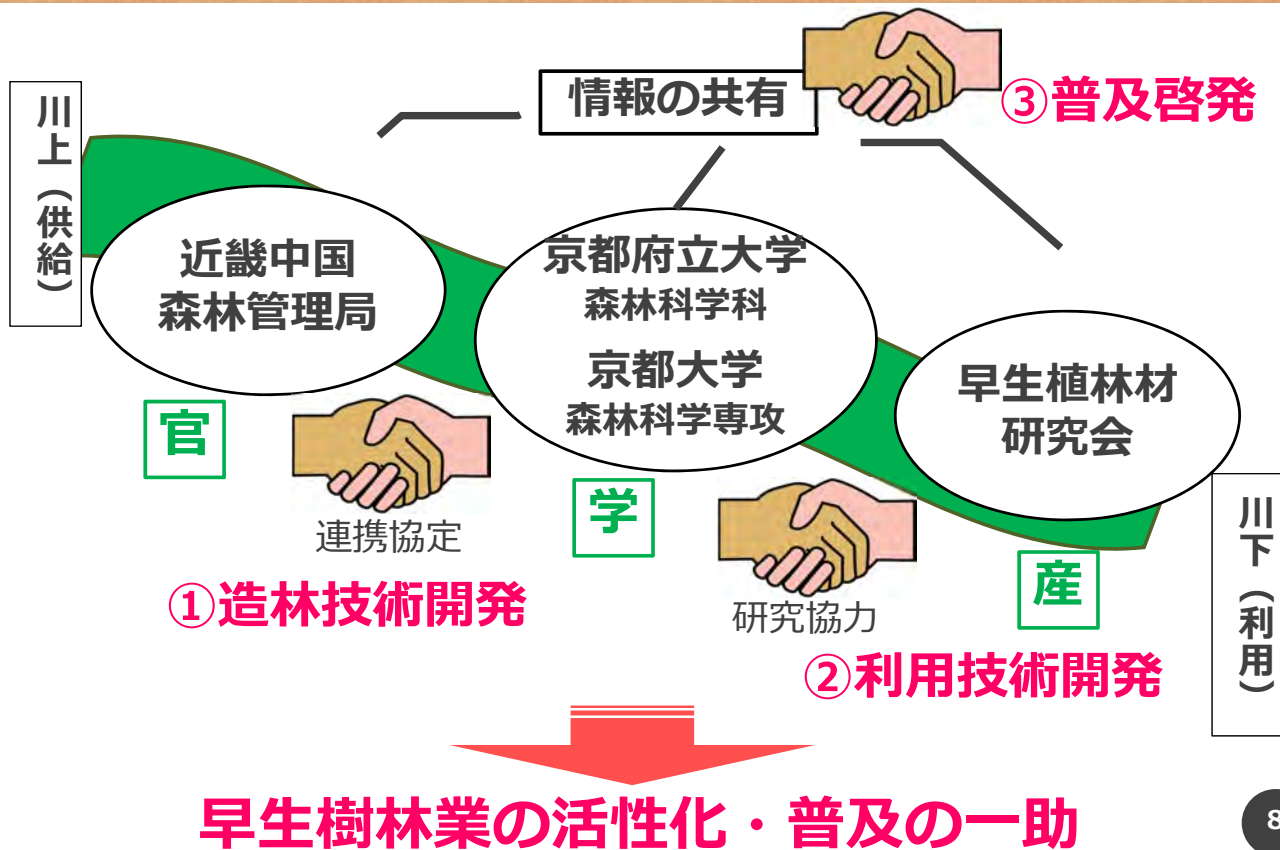 情報の共有
③普及啓発
川上（供給）
近畿中国
森林管理局
京都府立大学
森林科学科
京都大学
森林科学専攻
早生植林材
研究会
官
連携協定
学
①造林技術開発
研究協力
産
②利用技術開発
川下（利用）
早生樹林業の活性化・普及の一助
8